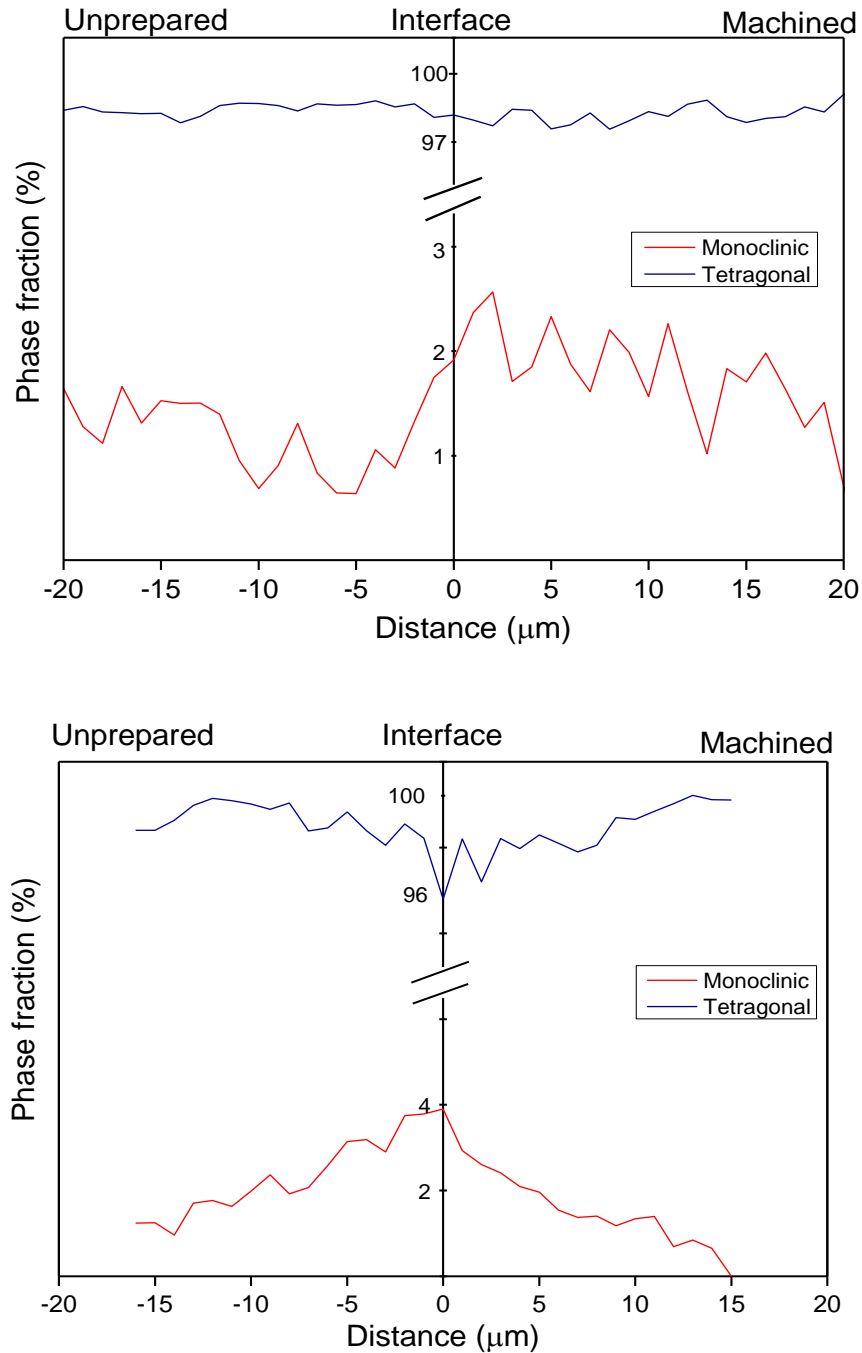 Unprepared Interface Machined
100
97
Phase fraction (%)
3
Monoclinic
Tetragonal
2
1
-20 -15 -10 -5 0 5 10 15 20
Distance (μm)
Unprepared Interface Machined
100
96
Phase fraction (%)
Monoclinic
Tetragonal
4
2
-20 -15 -10 -5 0 5 10 15 20
Distance (μm)